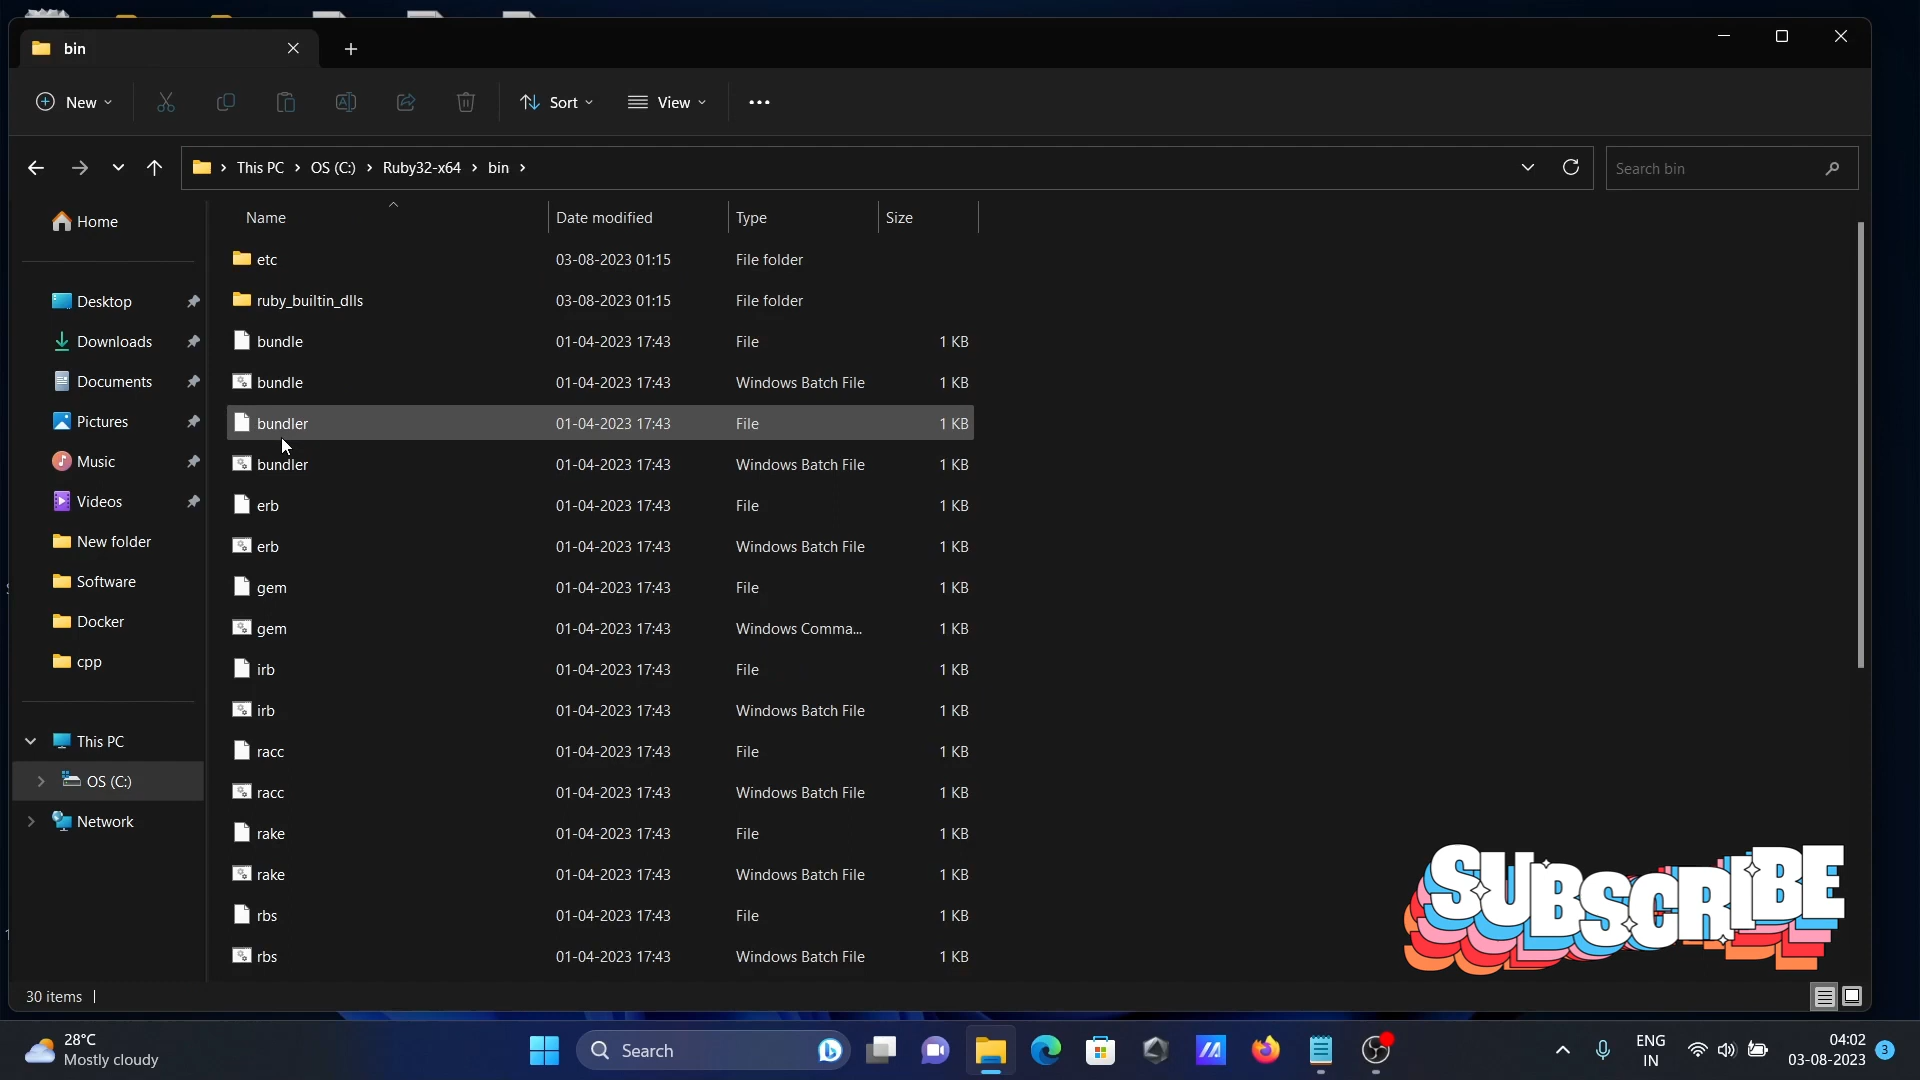 bin
New
Sort
View
This PC
OS (C:)
Ruby32-x64
bin
Search bin
Home
Desktop
Downloads
Documents
Pictures
Music
Videos
New folder
Software
Docker
cpp
This PC
OS (C:)
Network
Name Date modified Type Size
etc 03-08-2023 01:15 File folder
ruby_builtin_dlls 03-08-2023 01:15 File folder
bundle 01-04-2023 17:43 File 1 KB
bundle 01-04-2023 17:43 Windows Batch File 1 KB
bundler 01-04-2023 17:43 File 1 KB
bundler 01-04-2023 17:43 Windows Batch File 1 KB
erb 01-04-2023 17:43 File 1 KB
erb 01-04-2023 17:43 Windows Batch File 1 KB
gem 01-04-2023 17:43 File 1 KB
gem 01-04-2023 17:43 Windows Comma... 1 KB
irb 01-04-2023 17:43 File 1 KB
irb 01-04-2023 17:43 Windows Batch File 1 KB
racc 01-04-2023 17:43 File 1 KB
racc 01-04-2023 17:43 Windows Batch File 1 KB
rake 01-04-2023 17:43 File 1 KB
rake 01-04-2023 17:43 Windows Batch File 1 KB
rbs 01-04-2023 17:43 File 1 KB
rbs 01-04-2023 17:43 Windows Batch File 1 KB
SUBSCRIBE
30 items
28°C
Mostly cloudy
Search
ENG
IN
04:02
03-08-2023
3